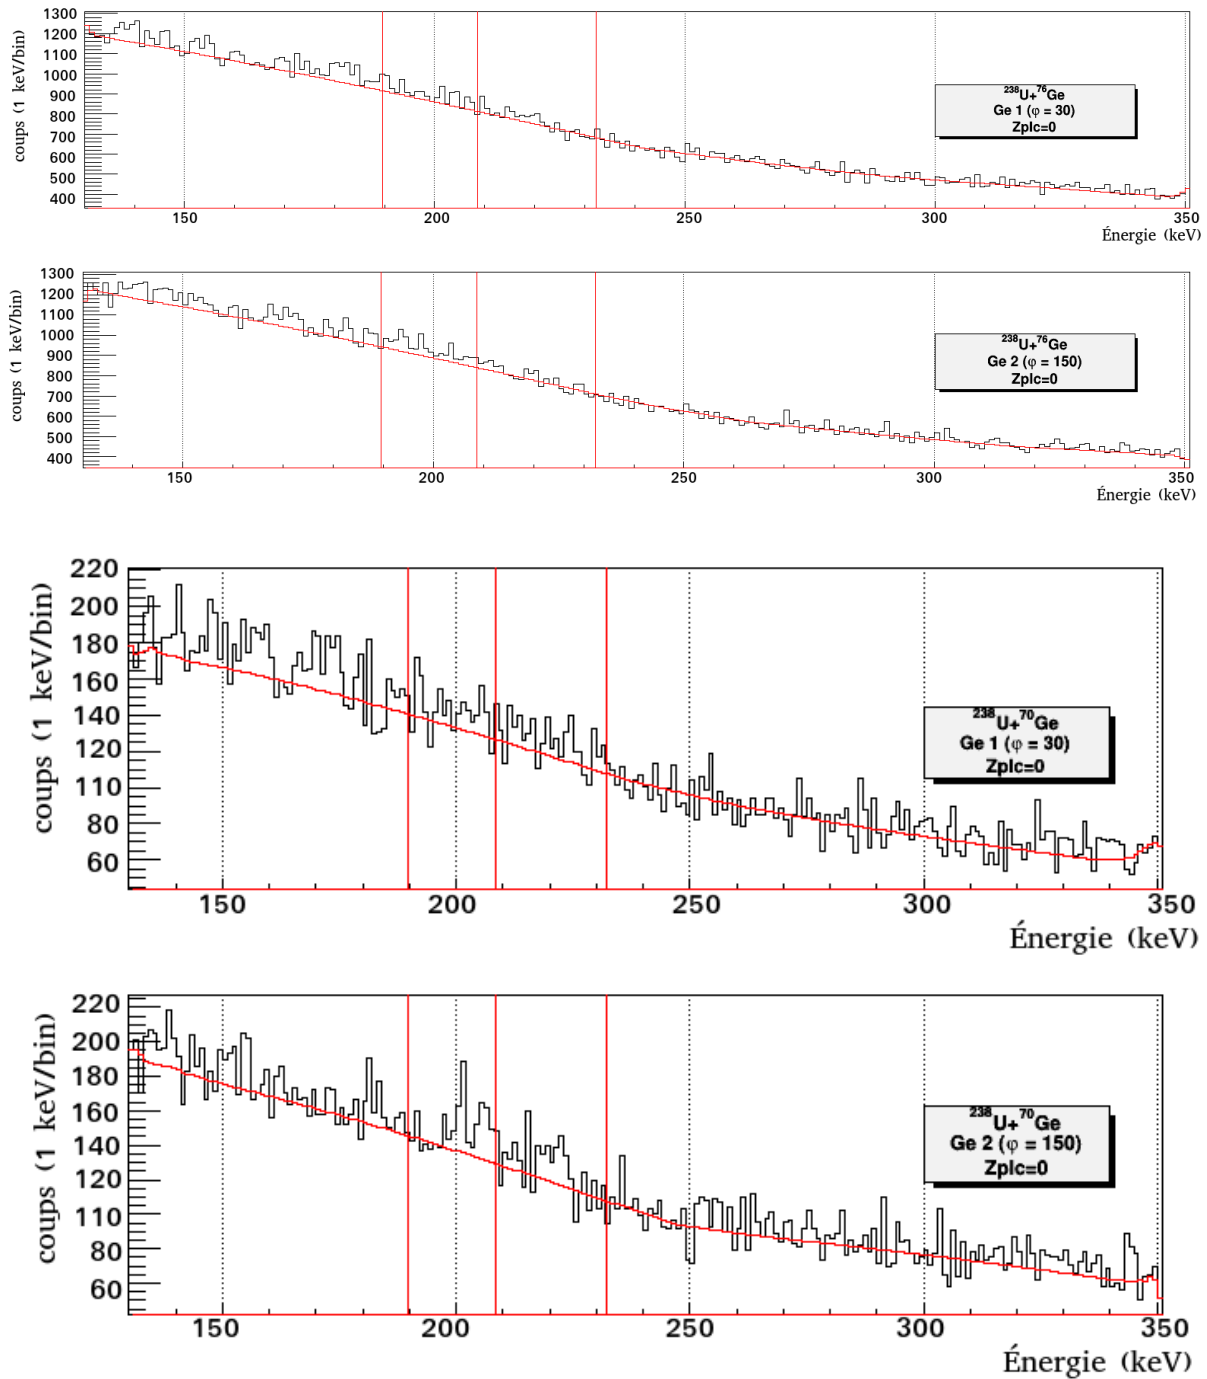 1300
1200
1100
1000
900
800
700
600
500
400
coups (1 keV/bin)
²³⁸U+⁷⁶Ge
Ge 1 (φ = 30)
Zplc=0
150 200 250 300 350
Énergie (keV)
1300
1200
1100
1000
900
800
700
600
500
400
coups (1 keV/bin)
²³⁸U+⁷⁶Ge
Ge 2 (φ = 150)
Zplc=0
150 200 250 300 350
Énergie (keV)
220
200
180
160
140
120
110
80
60
coups (1 keV/bin)
²³⁸U+⁷⁰Ge
Ge 1 (φ = 30)
Zplc=0
150 200 250 300 350
Énergie (keV)
220
200
180
160
140
120
110
80
60
coups (1 keV/bin)
²³⁸U+⁷⁰Ge
Ge 2 (φ = 150)
Zplc=0
150 200 250 300 350
Énergie (keV)